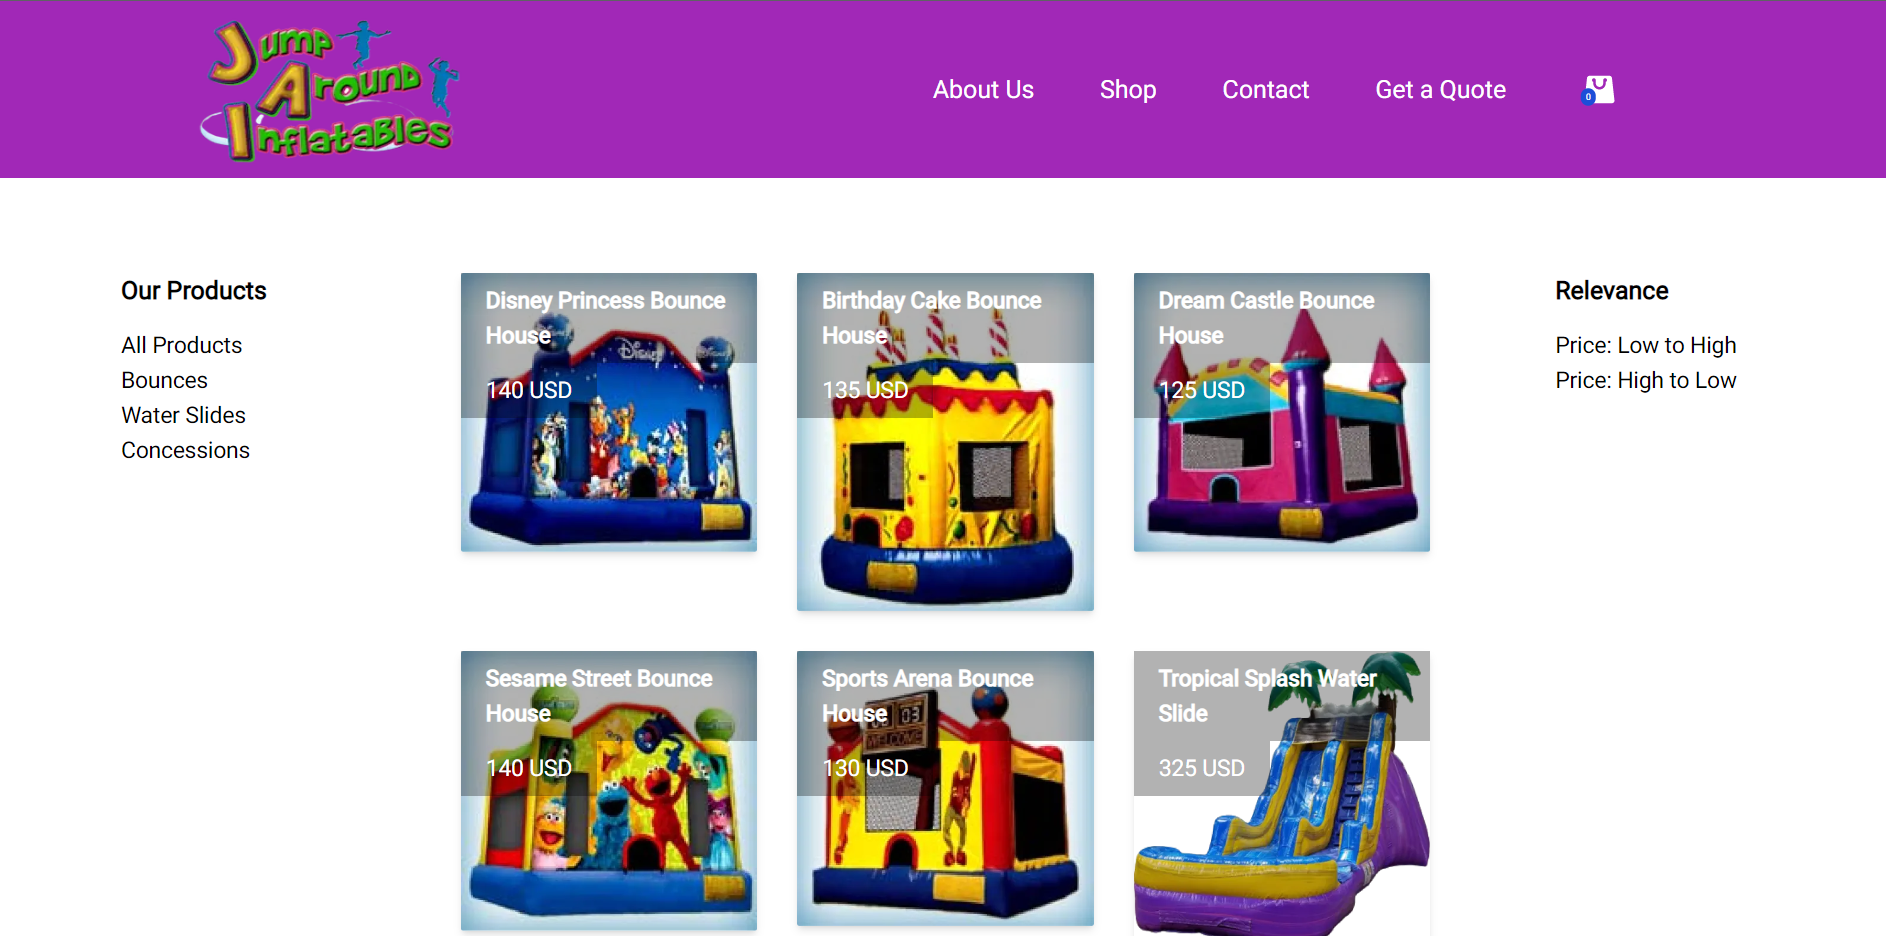 Jump
Around
Inflatables
About Us
Shop
Contact
Get a Quote
0
Our Products
All Products
Bounces
Water Slides
Concessions
Disney Princess Bounce
House
140 USD
Disney
Birthday Cake Bounce
House
135 USD
Dream Castle Bounce
House
125 USD
Relevance
Price: Low to High
Price: High to Low
Sesame Street Bounce
House
140 USD
Sports Arena Bounce
House
03
WELCOME
130 USD
Tropical Splash Water
Slide
325 USD